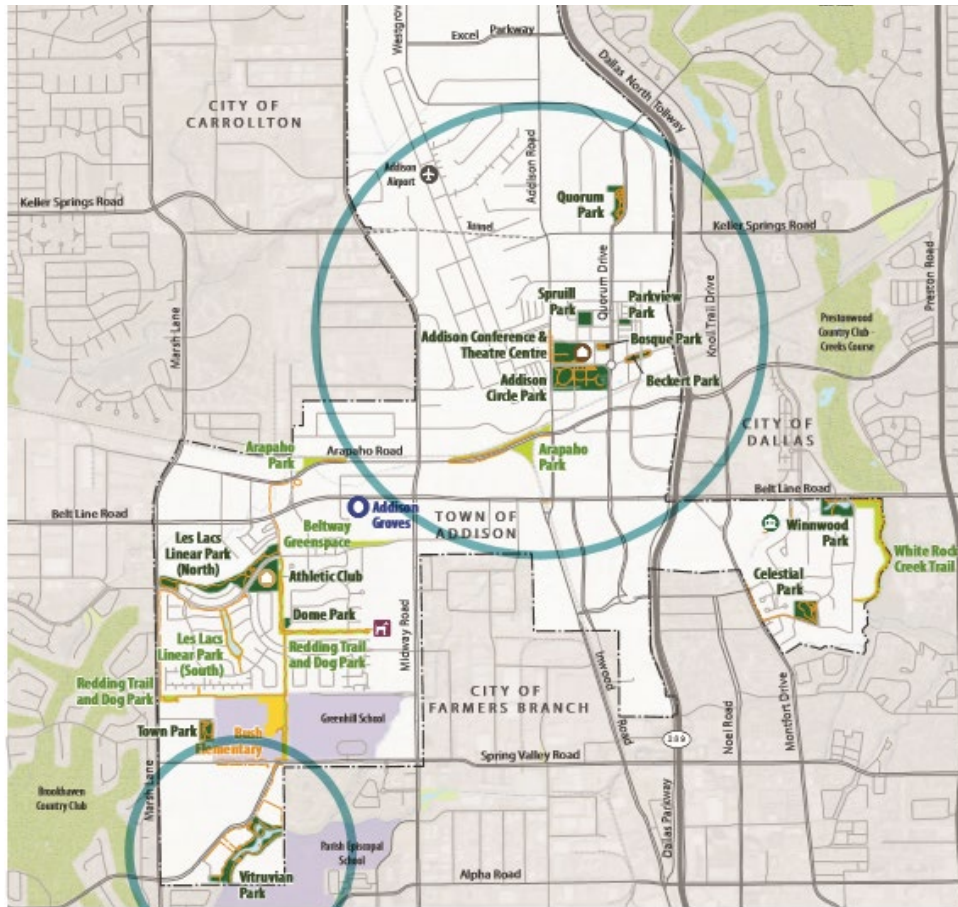 Westgrove
Excel Parkway
Dallas North Tollway
CITY OF
CARROLLTON
Addison
Airport
Addison Road
Quorum
Park
Keller Springs Road
Tunnel
Keller Springs Road
Preston Road
Quorum Drive
Knoll Trail Drive
Marsh Lane
Spruill
Park
Parkview
Park
Addison Conference &
Theatre Centre
Bosque Park
Prestonwood
Country Club -
Creeks Course
Addison
Circle Park
Beckert Park
CITY OF
DALLAS
Arapaho
Park
Arapaho Road
Arapaho
Park
Belt Line Road
Belt Line Road
Addison
Groves
TOWN OF
ADDISON
Beltway
Greenspace
Winnwood
Park
Les Lacs
Linear Park
(North)
White Rock
Creek Trail
Athletic Club
Celestial
Park
Dome Park
Midway Road
Les Lacs
Linear Park
(South)
Redding Trail
and Dog Park
Inwood Road
Redding Trail
and Dog Park
CITY OF
FARMERS BRANCH
Noel Road
Montfort Drive
Greenhill School
Town Park
Bush
Elementary
289
Spring Valley Road
Marsh Lane
Brookhaven
Country Club
Dallas Parkway
Parish Episcopal
School
Vitruvian
Park
Alpha Road